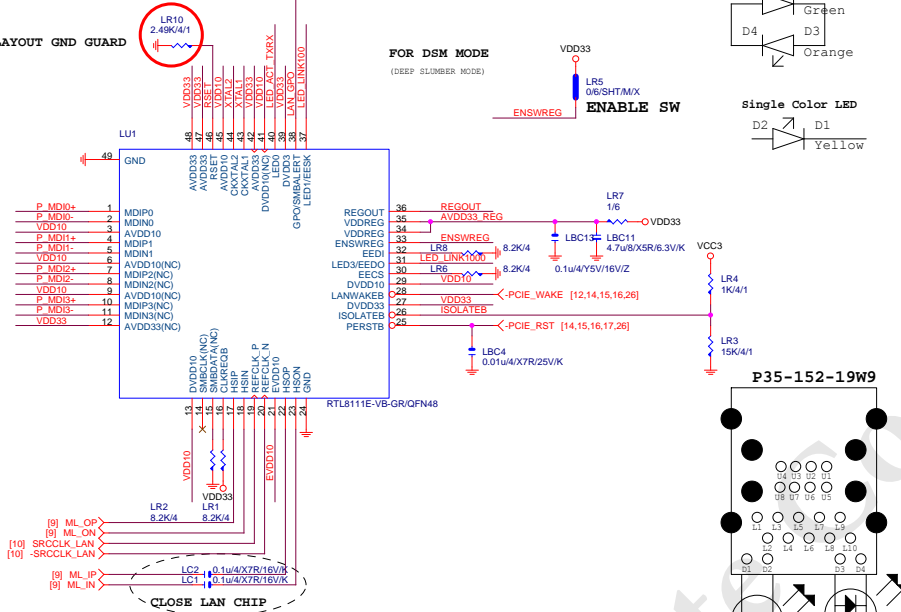 LR10
2.49K/4/1
LAYOUT GND GUARD
FOR DSM MODE
(DEEP SLUMBER MODE)
VDD33
LR5
0/6/SHT/M/X
ENABLE SW
ENSWREG
Green
D4 D3
Orange
Single Color LED
D2 D1
Yellow
VDD33
VDD33
RSET
VDD10
XTAL2
XTAL1
VDD33
VDD10
LED_ACT_TXRX
VDD33
LAN_GPO
LED_LINK100
48 47 46 45 44 43 42 41 40 39 38 37
LU1
49 GND
AVDD33
AVDD33
RSET
AVDD10
CKXTAL2
CKXTAL1
AVDD33
DVDD10(NC)
LED0
DVDD3
GPO/SMBALERT
LED1/EESK
P_MDI0+ 1 MDIP0
P_MDI0- 2 MDIN0
VDD10 3 AVDD10
P_MDI1+ 4 MDIP1
P_MDI1- 5 MDIN1
VDD10 6 AVDD10(NC)
P_MDI2+ 7 MDIP2(NC)
P_MDI2- 8 MDIN2(NC)
VDD10 9 AVDD10(NC)
P_MDI3+ 10 MDIP3(NC)
P_MDI3- 11 MDIN3(NC)
VDD33 12 AVDD33(NC)
REGOUT 36 REGOUT
VDDREG 35 AVDD33_REG
VDDREG 34
ENSWREG 33 ENSWREG
EEDI 32 LR8 8.2K/4
LED3/EEDO 31 LED_LINK1000
EECS 30 LR6 8.2K/4
DVDD10 29 VDD10
LANWAKEB 28 -PCIE_WAKE [12,14,15,16,26]
DVDD33 27 VDD33
ISOLATEB 26 ISOLATEB
PERSTB 25 -PCIE_RST [14,15,16,17,26]
LR7
1/6
VDD33
LBC13
0.1u/4/Y5V/16V/Z
LBC11
4.7u/8/X5R/6.3V/K
VCC3
LR4
1K/4/1
LR3
15K/4/1
LBC4
0.01u/4/X7R/25V/K
DVDD10
SMBCLK(NC)
SMBDATA(NC)
CLKREQB
HSIP
HSIN
REFCLK_P
REFCLK_N
EVDD10
HSOP
HSON
GND
RTL8111E-VB-GR/QFN48
13 14 15 16 17 18 19 20 21 22 23 24
VDD10
EVDD10
VDD33
LR2
8.2K/4
LR1
8.2K/4
[9] ML_OP
[9] ML_ON
[10] SRCCLK_LAN
[10] -SRCCLK_LAN
[9] ML_IP
[9] ML_IN
LC2 0.1u/4/X7R/16V/K
LC1 0.1u/4/X7R/16V/K
CLOSE LAN CHIP
P35-152-19W9
U4 U3 U2 U1
U8 U7 U6 U5
L1 L3 L5 L7 L9
L2 L4 L6 L8 L10
D1 D2 D3 D4